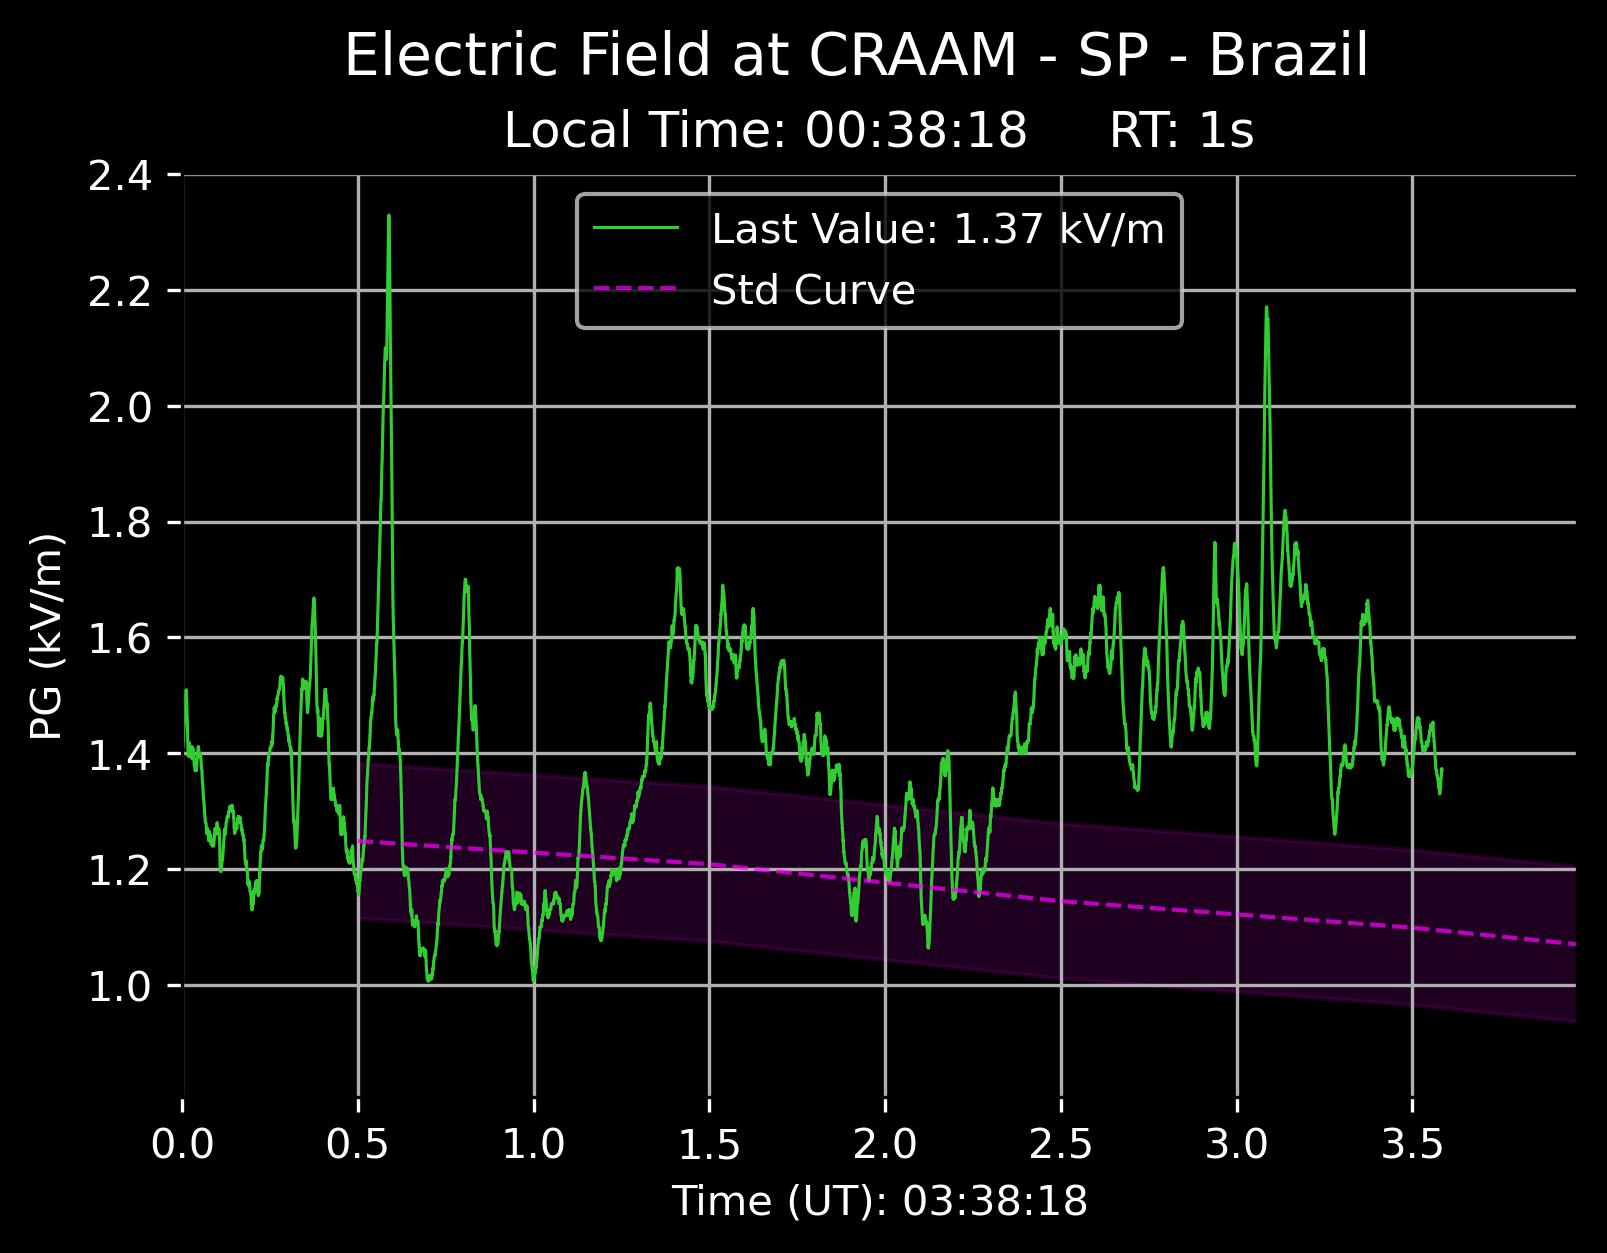 Electric Field at CRAAM - SP - Brazil
Local Time: 00:38:18 RT: 1s
Last Value: 1.37 kV/m
Std Curve
PG (kV/m)
2.4
2.2
2.0
1.8
1.6
1.4
1.2
1.0
0.0 0.5 1.0 1.5 2.0 2.5 3.0 3.5
Time (UT): 03:38:18